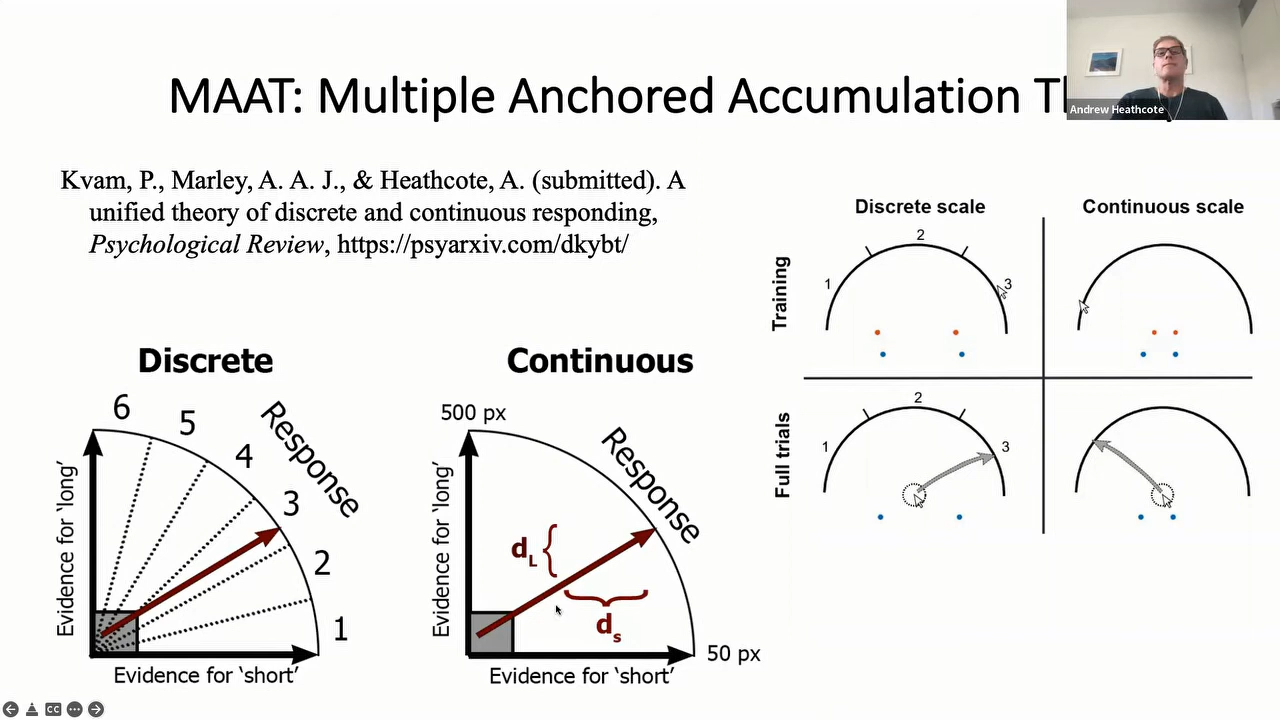 MAAT: Multiple Anchored Accumulation
Andrew Heathcote
Kvam, P., Marley, A. A. J., & Heathcote, A. (submitted). A
unified theory of discrete and continuous responding,
Psychological Review, https://psyarxiv.com/dkybt/
Discrete
6
5
4
3
2
1
Response
Evidence for 'long'
Evidence for 'short'
Continuous
500 px
Response
Evidence for 'long'
dL
ds
50 px
Evidence for 'short'
Discrete scale
Continuous scale
Training
1
2
3
Full trials
1
2
3
CC